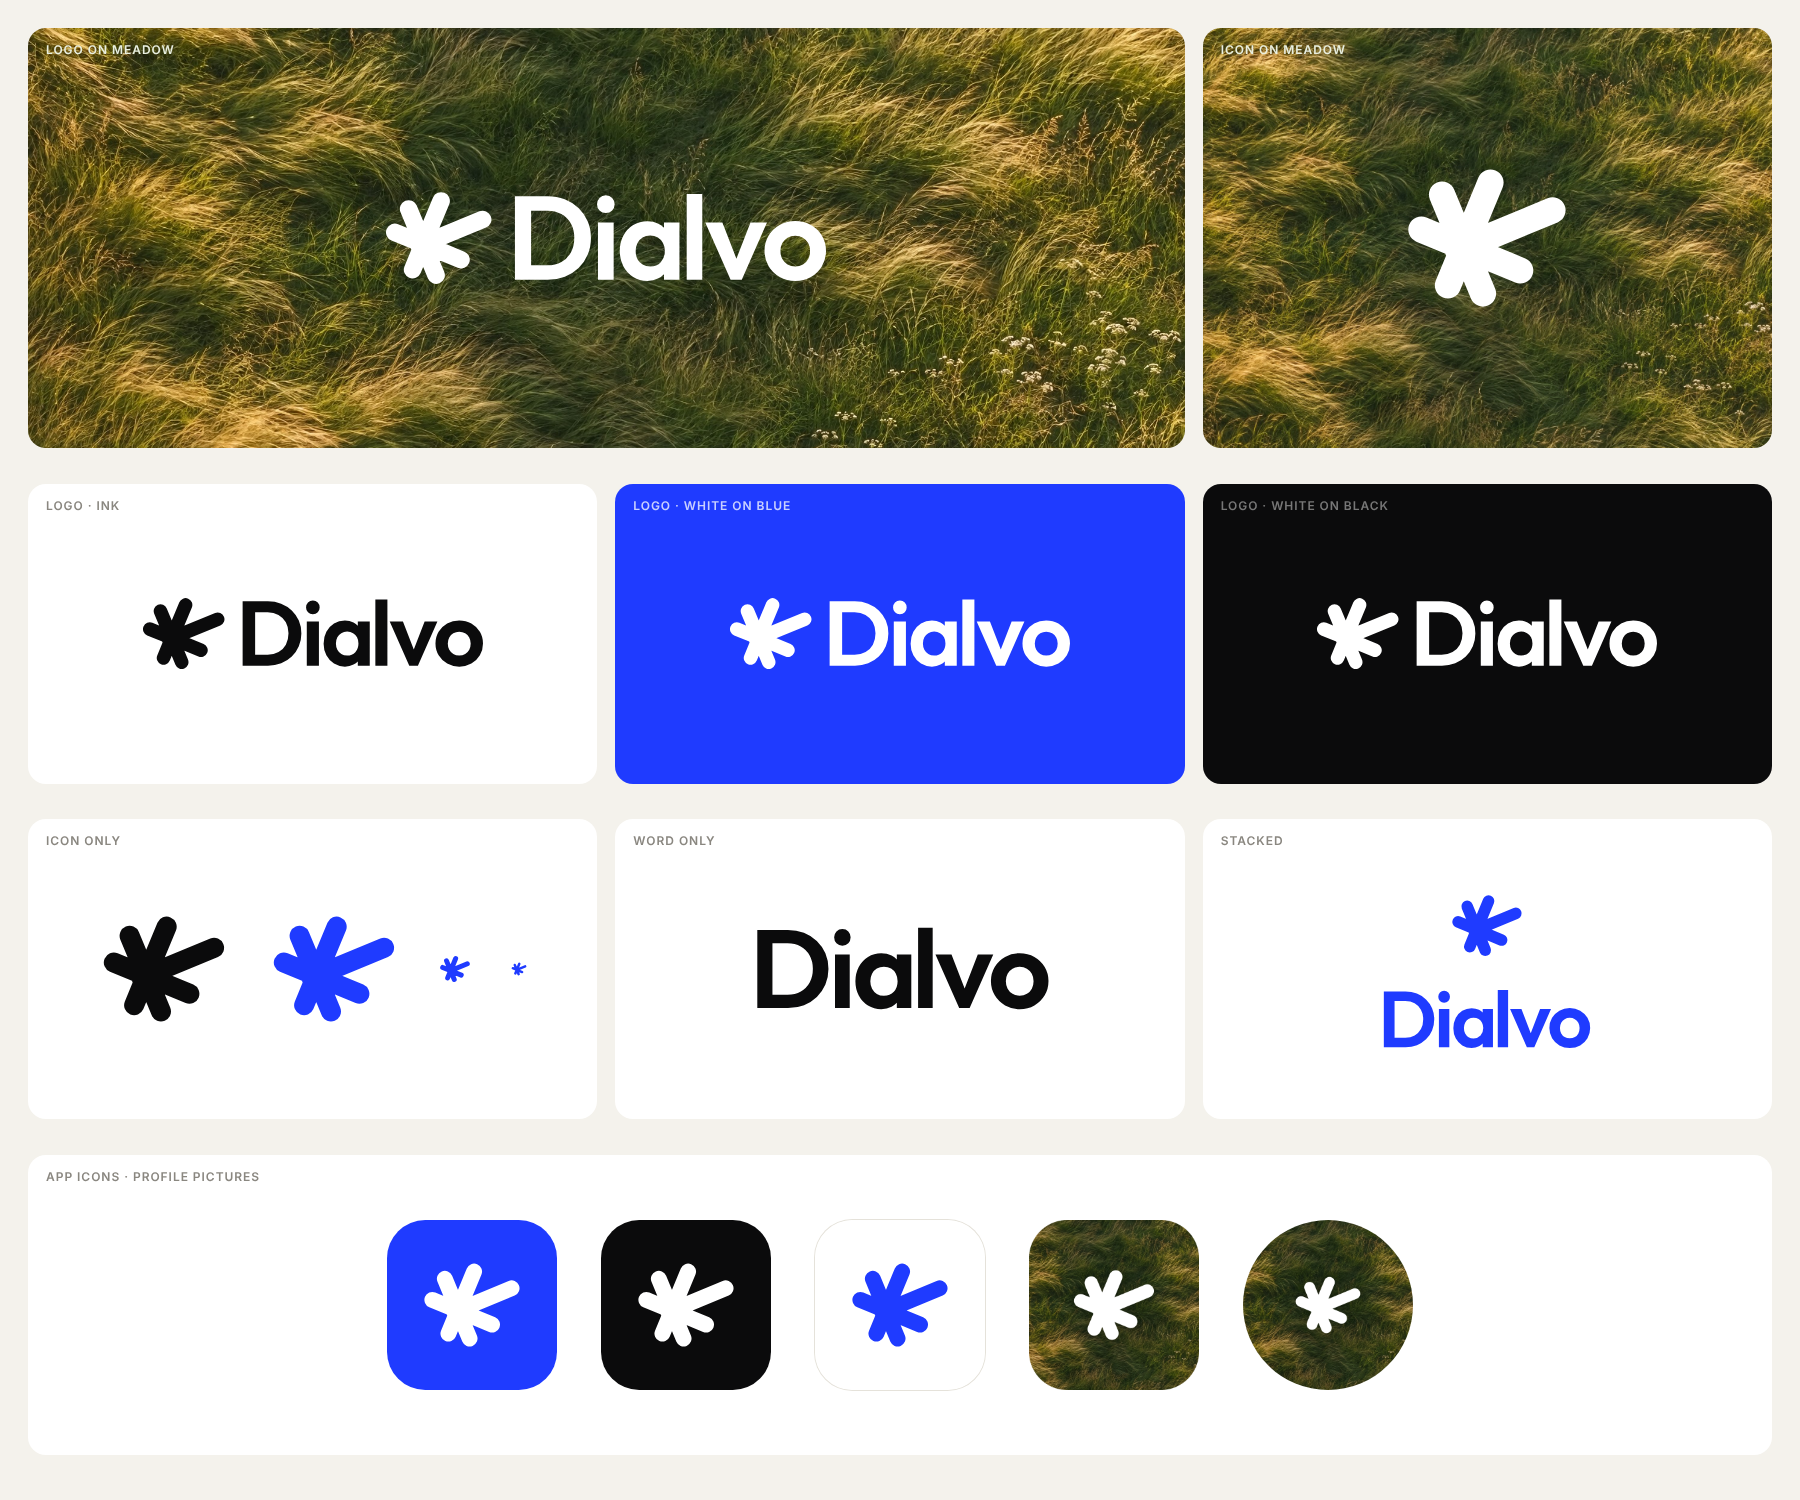 LOGO ON MEADOW
ICON ON MEADOW
Dialvo
LOGO · INK
LOGO · WHITE ON BLUE
LOGO · WHITE ON BLACK
Dialvo
Dialvo
Dialvo
ICON ONLY
WORD ONLY
STACKED
Dialvo
Dialvo
APP ICONS · PROFILE PICTURES